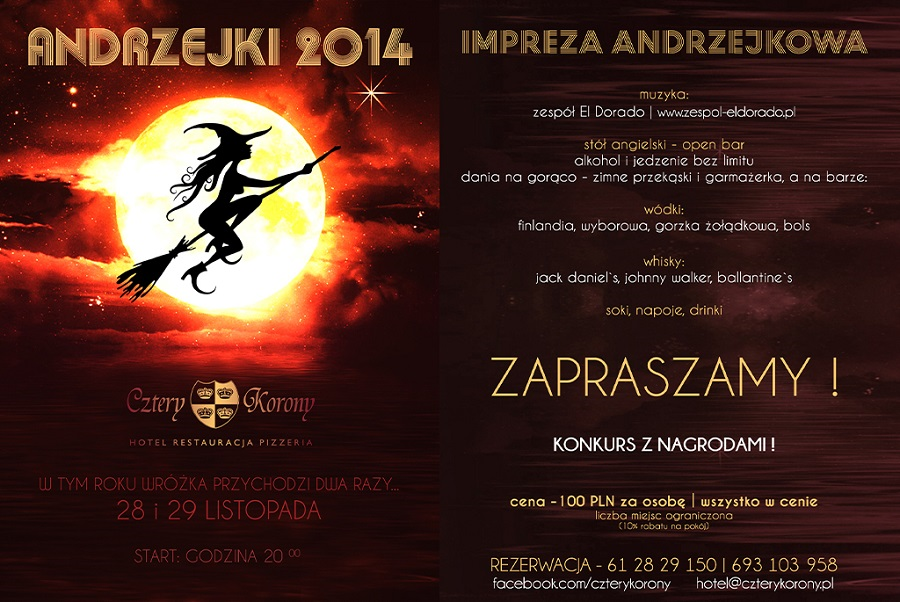 ANDRZEJKI 2014
Cztery Korony
HOTEL RESTAURACJA PIZZERIA
W TYM ROKU WRÓŻKA PRZYCHODZI DWA RAZY...
28 i 29 LISTOPADA
START: GODZINA 20 00
IMPREZA ANDRZEJKOWA
muzyka:
zespół El Dorado | www.zespol-eldorado.pl
stół angielski - open bar
alkohol i jedzenie bez limitu
dania na gorąco - zimne przekąski i garmażerka, a na barze:
wódki:
finlandia, wyborowa, gorzka żołądkowa, bols
whisky:
jack daniel`s, johnny walker, ballantine`s
soki, napoje, drinki
ZAPRASZAMY !
KONKURS Z NAGRODAMI !
cena -100 PLN za osobę | wszystko w cenie
liczba miejsc ograniczona
(10% rabatu na pokój)
REZERWACJA - 61 28 29 150 | 693 103 958
facebook.com/czterykorony hotel@czterykorony.pl